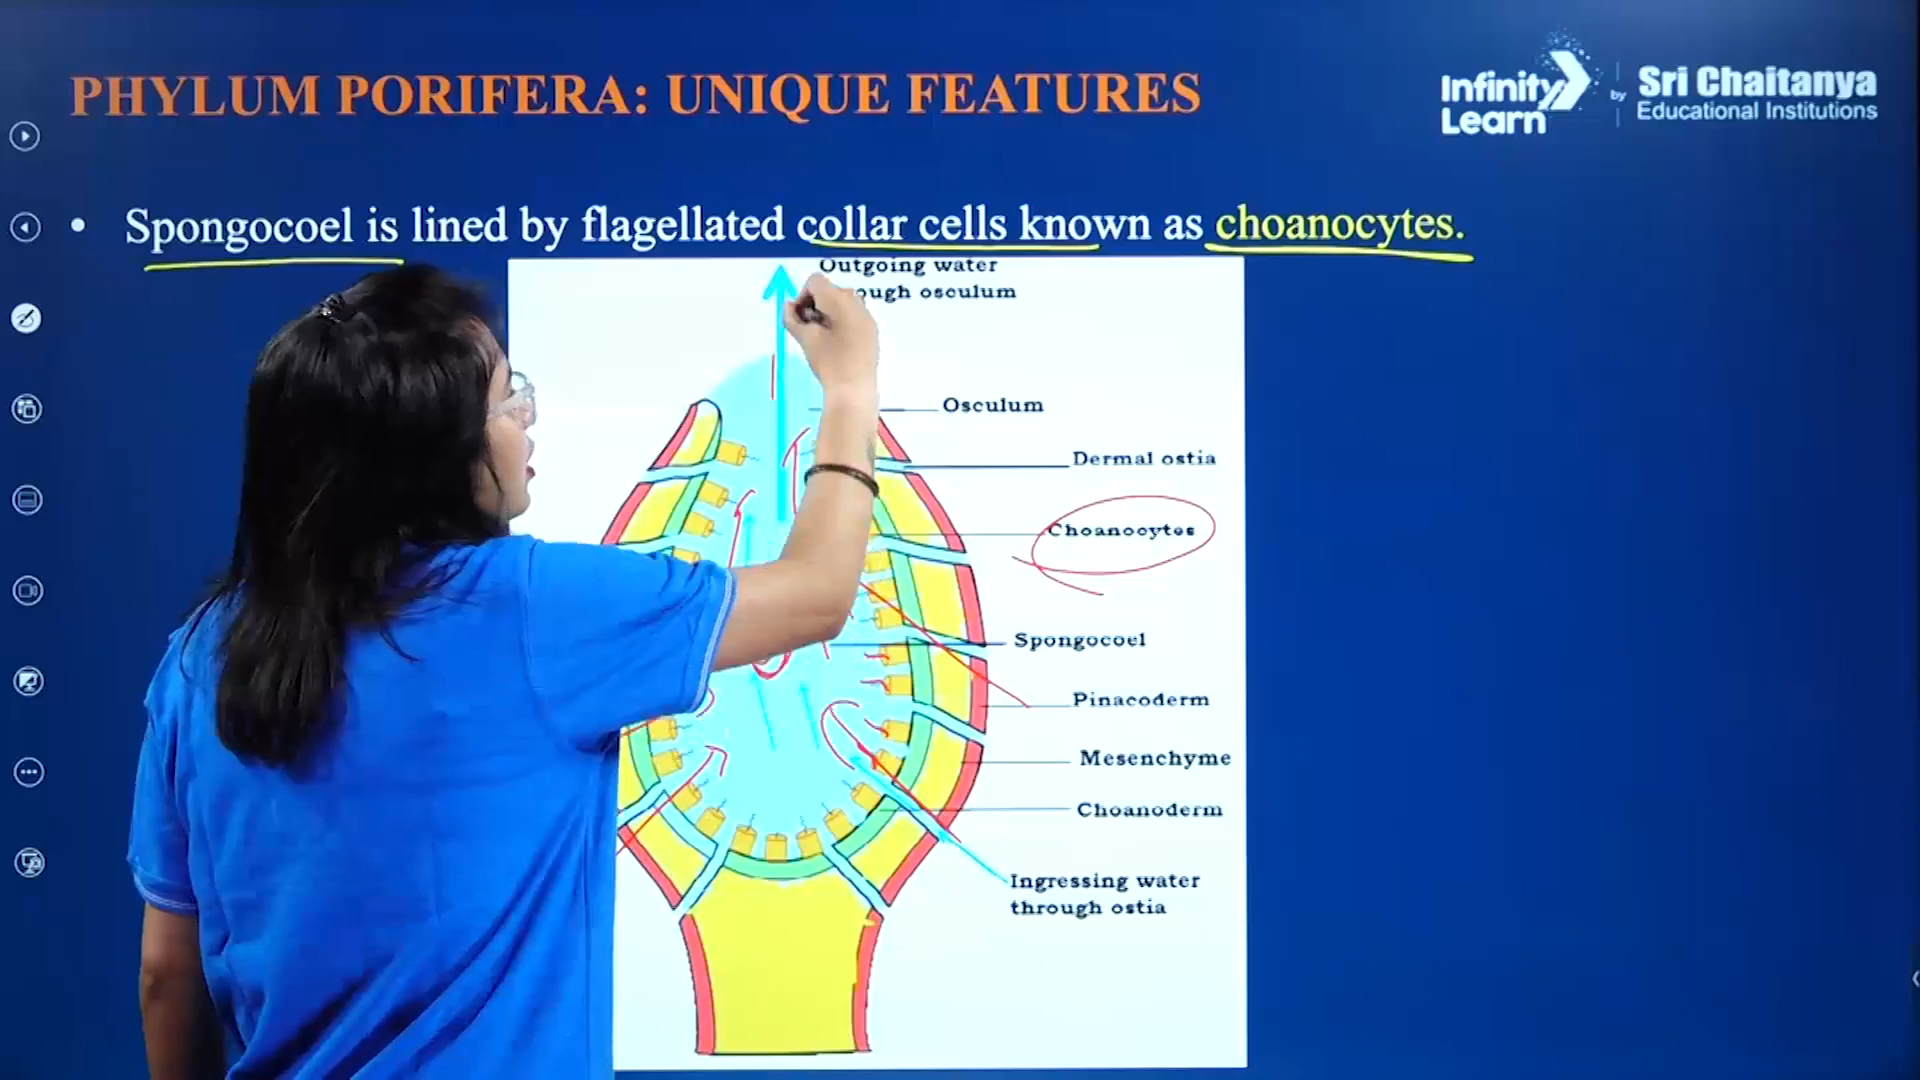 PHYLUM PORIFERA: UNIQUE FEATURES
Infinity Learn
by
Sri Chaitanya
Educational Institutions
• Spongocoel is lined by flagellated collar cells known as choanocytes.
Outgoing water
osculum
Osculum
Dermal ostia
Choanocytes
Spongocoel
Pinacoderm
Mesenchyme
Choanoderm
Ingressing water
through ostia